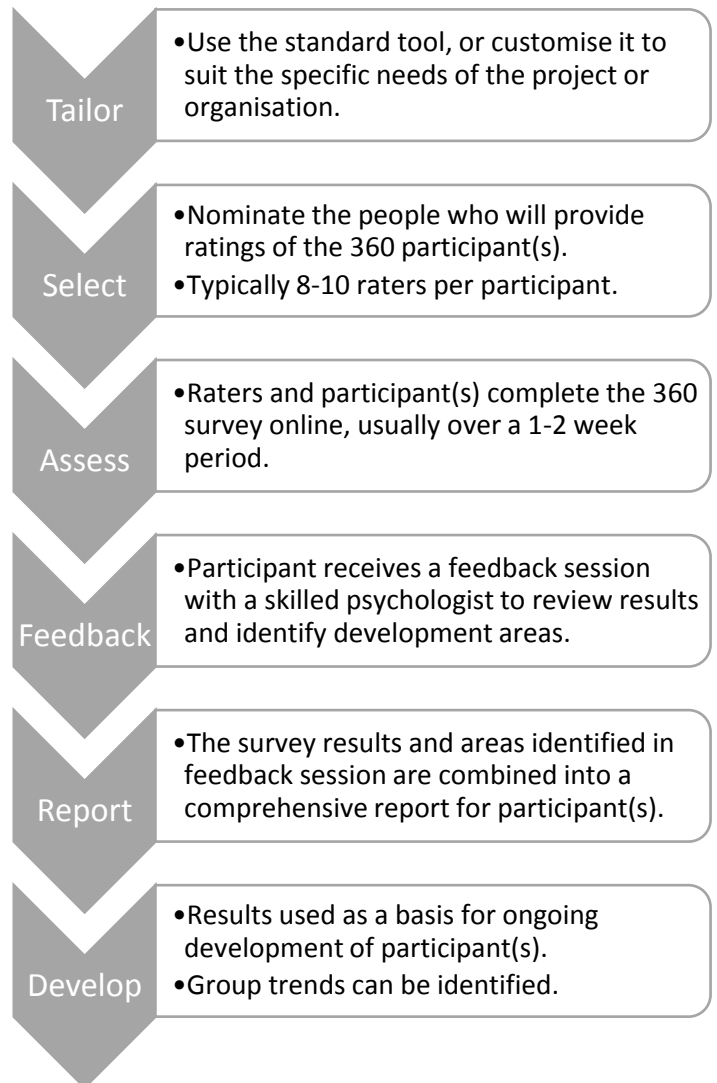 Tailor
•Use the standard tool, or customise it to
suit the specific needs of the project or
organisation.
Select
•Nominate the people who will provide
ratings of the 360 participant(s).
•Typically 8-10 raters per participant.
Assess
•Raters and participant(s) complete the 360
survey online, usually over a 1-2 week
period.
Feedback
•Participant receives a feedback session
with a skilled psychologist to review results
and identify development areas.
Report
•The survey results and areas identified in
feedback session are combined into a
comprehensive report for participant(s).
Develop
•Results used as a basis for ongoing
development of participant(s).
•Group trends can be identified.